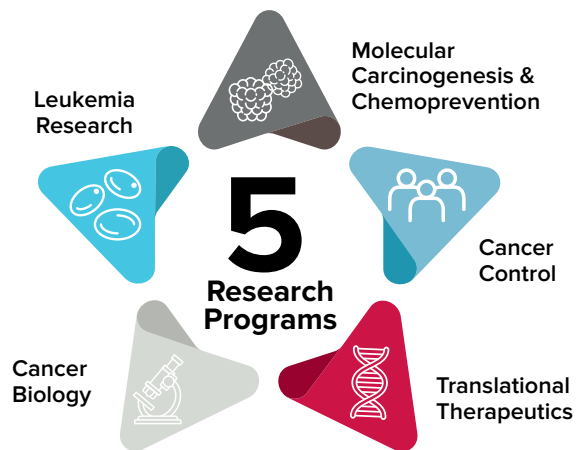 Molecular
Carcinogenesis &
Chemoprevention
Leukemia
Research
5
Research
Programs
Cancer
Control
Cancer
Biology
Translational
Therapeutics